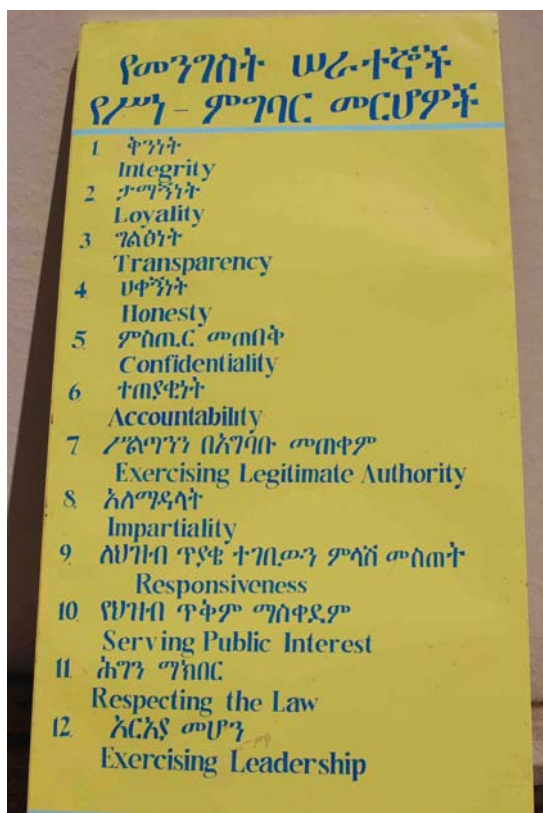 የመንግስት ሠራተኞች
የሥነ - ምግባር መርሆዎች
1. ቅንነት
Integrity
2 ታማኝነት
Loyality
3 ግልፅነት
Transparency
4 ሀቀኝነት
Honesty
5. ምስጢር መጠበቅ
Confidentiality
6 ተጠያቂነት
Accountability
7 ሥልጣንን በአግባቡ መጠቀም
Exercising Legitimate Authority
8. አለማዳላት
Impartiality
9. ለህዝብ ጥያቄ ተገቢውን ምላሽ መስጠት
Responsiveness
10. የህዝብ ጥቅም ማስቀደም
Serving Public Interest
11. ሕግን ማክበር
Respecting the Law
12. አርአያ መሆን
Exercising Leadership